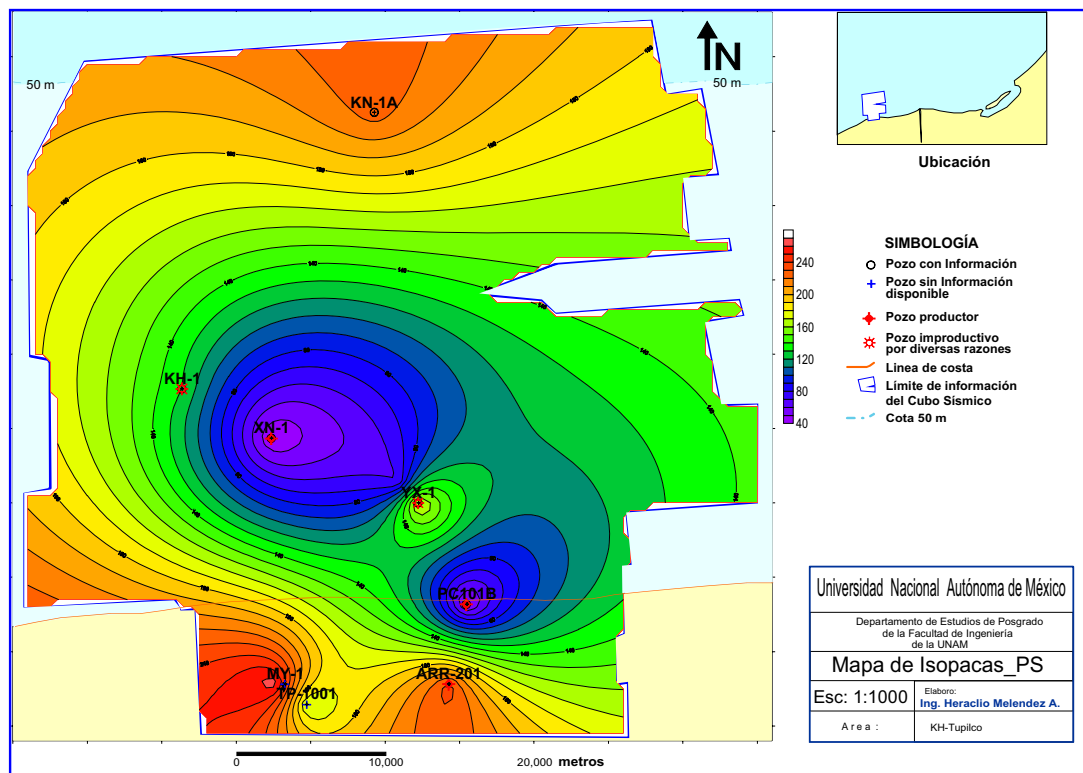 50 m
N
50 m
KN-1A
KH-1
XN-1
YX-1
PC101B
MY-1
TP-1001
ARR-201
0
10,000
20,000
metros
Ubicación
240
200
160
120
80
40
SIMBOLOGÍA
Pozo con Información
Pozo sin Información
disponible
Pozo productor
Pozo improductivo
por diversas razones
Linea de costa
Límite de información
del Cubo Sísmico
Cota 50 m
Universidad Nacional Autónoma de México
Departamento de Estudios de Posgrado
de la Facultad de Ingeniería
de la UNAM
Mapa de Isopacas_PS
Esc: 1:1000
Elaboro:
Ing. Heraclio Melendez A.
Area :
KH-Tupilco